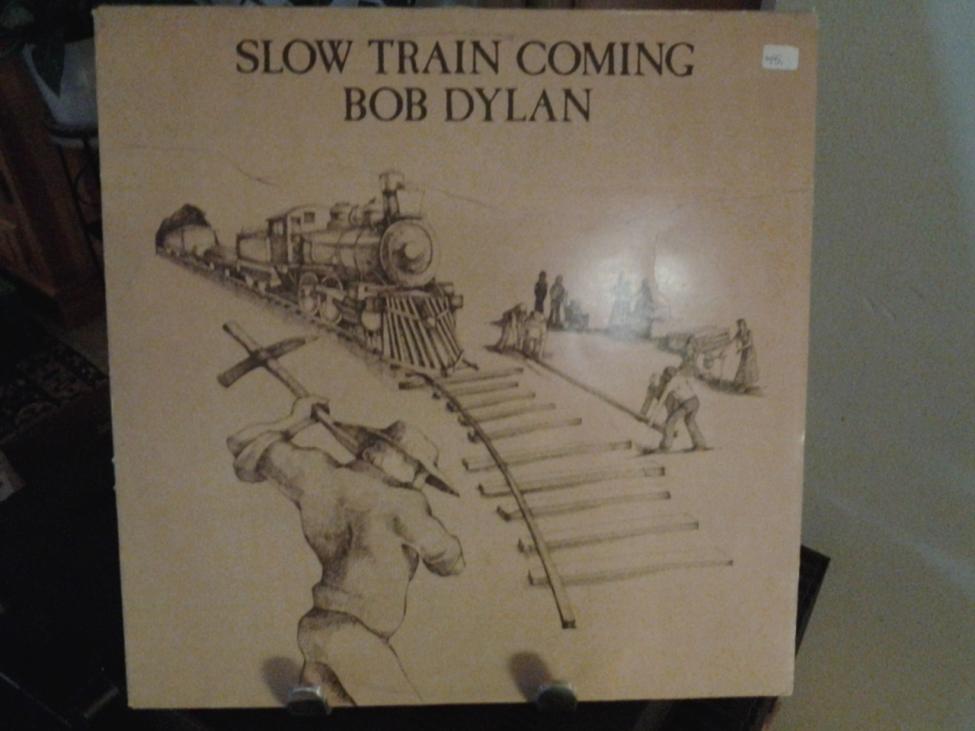 SLOW TRAIN COMING
BOB DYLAN